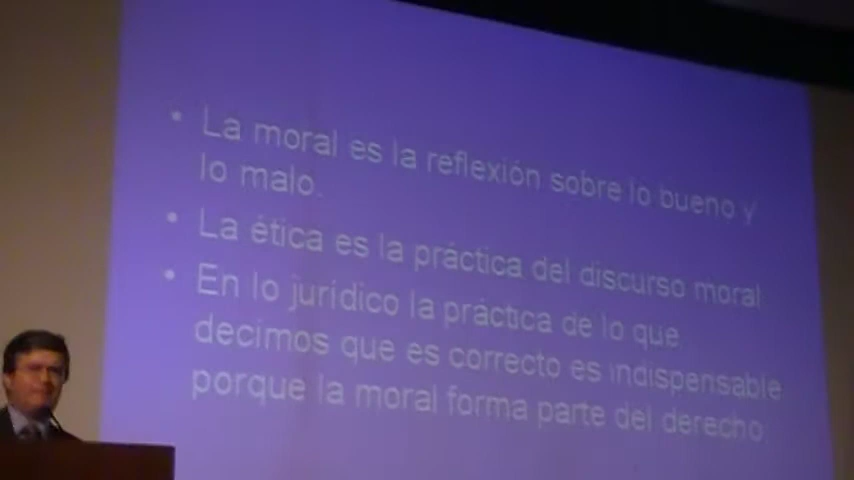 • La moral es la reflexión sobre lo bueno y
lo malo.
• La ética es la práctica del discurso moral
• En lo jurídico la práctica de lo que
decimos que es correcto es indispensable
porque la moral forma parte del derecho